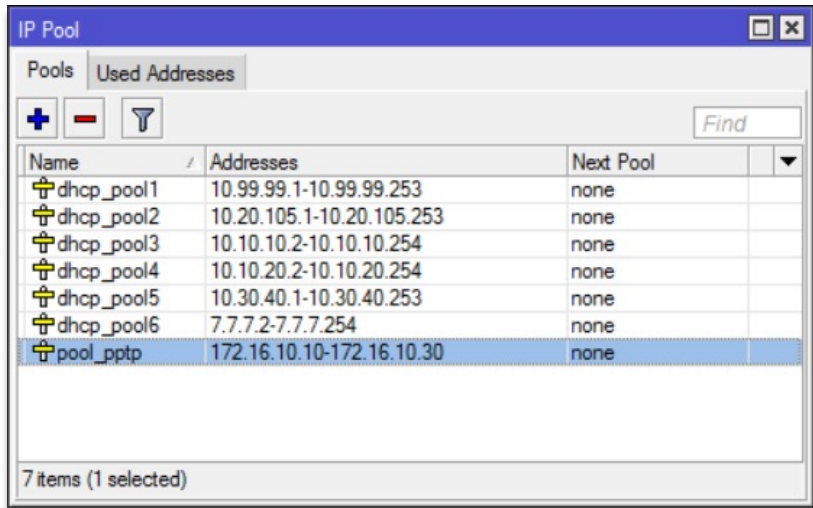 IP Pool
Pools Used Addresses
Find
Name Addresses Next Pool
dhcp_pool1 10.99.99.1-10.99.99.253 none
dhcp_pool2 10.20.105.1-10.20.105.253 none
dhcp_pool3 10.10.10.2-10.10.10.254 none
dhcp_pool4 10.10.20.2-10.10.20.254 none
dhcp_pool5 10.30.40.1-10.30.40.253 none
dhcp_pool6 7.7.7.2-7.7.7.254 none
pool_pptp 172.16.10.10-172.16.10.30 none
7 items (1 selected)